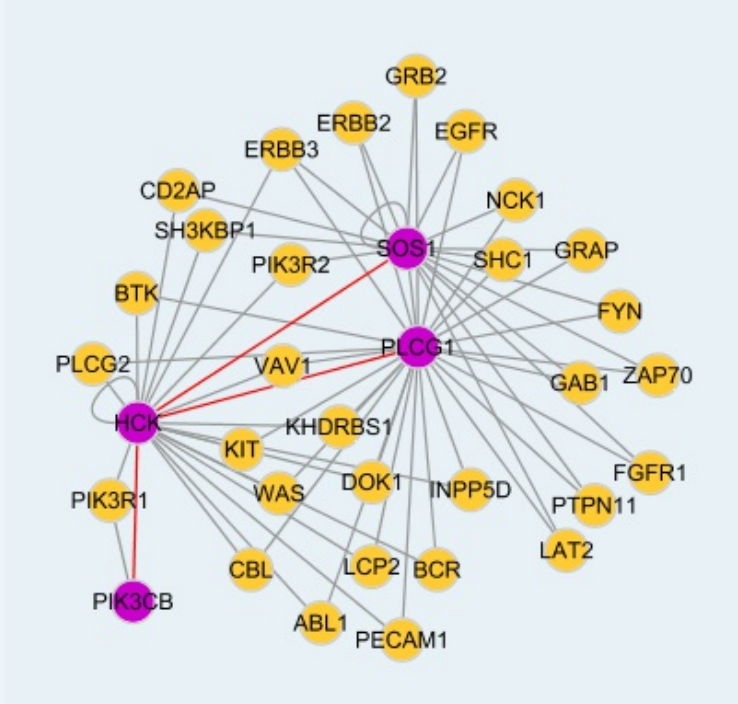 GRB2
ERBB2
EGFR
ERBB3
CD2AP
NCK1
SH3KBP1
SOS1
SHC1
GRAP
PIK3R2
BTK
FYN
PLCG1
PLCG2
VAV1
GAB1
ZAP70
HCK
KHDRBS1
KIT
FGFR1
DOK1
INPP5D
WAS
PIK3R1
PTPN11
LAT2
CBL
LCP2
BCR
PIK3CB
ABL1
PECAM1